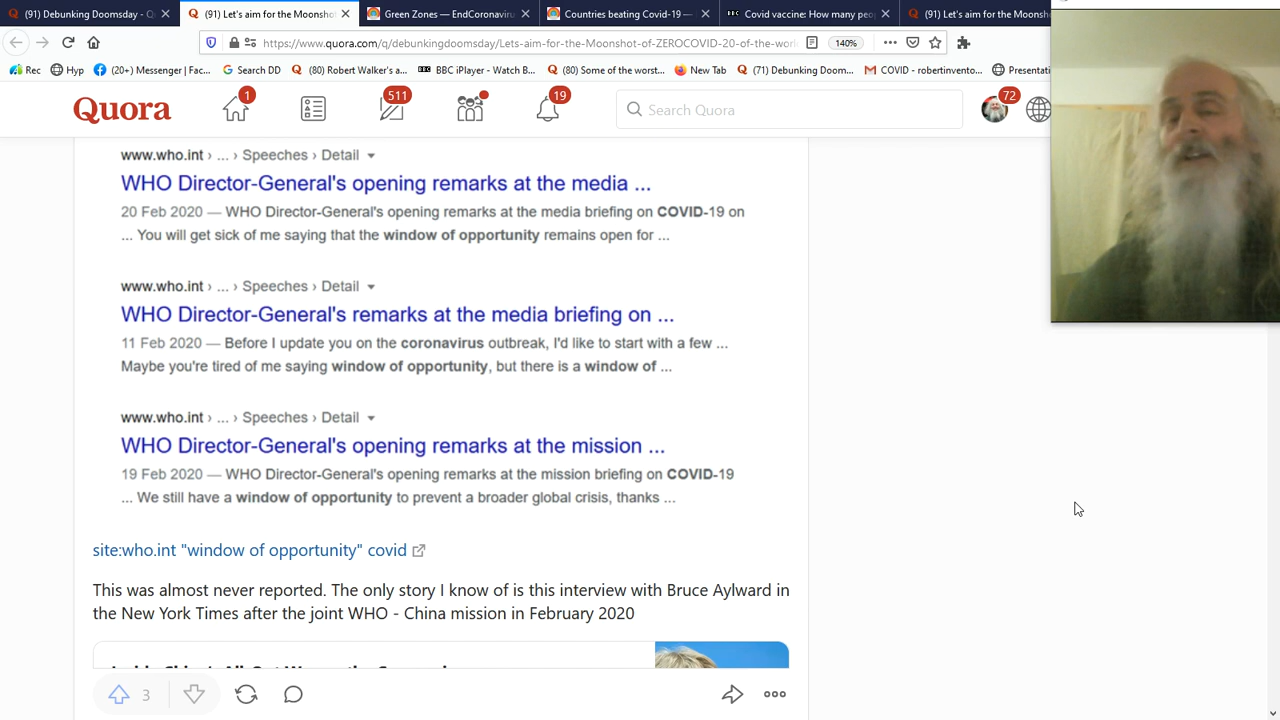 (91) Debunking Doomsday - Q
(91) Let's aim for the Moonshot
Green Zones — EndCoronaviru
Countries beating Covid-19 —
BBC Covid vaccine: How many peo
(91) Let's aim for the Moonsh
https://www.quora.com/q/debunkingdoomsday/Lets-aim-for-the-Moonshot-of-ZEROCOVID-20-of-the-worl
140%
Rec
Hyp
(20+) Messenger | Fac...
Search DD
(80) Robert Walker's a...
BBC iPlayer - Watch B...
(80) Some of the worst...
New Tab
(71) Debunking Doom...
COVID - robertinvento...
Presentati
Quora
1
511
19
Search Quora
72
www.who.int › ... › Speeches › Detail
WHO Director-General's opening remarks at the media ...
20 Feb 2020 — WHO Director-General's opening remarks at the media briefing on COVID-19 on
... You will get sick of me saying that the window of opportunity remains open for ...
www.who.int › ... › Speeches › Detail
WHO Director-General's remarks at the media briefing on ...
11 Feb 2020 — Before I update you on the coronavirus outbreak, I'd like to start with a few ...
Maybe you're tired of me saying window of opportunity, but there is a window of ...
www.who.int › ... › Speeches › Detail
WHO Director-General's opening remarks at the mission ...
19 Feb 2020 — WHO Director-General's opening remarks at the mission briefing on COVID-19
... We still have a window of opportunity to prevent a broader global crisis, thanks ...
site:who.int "window of opportunity" covid
This was almost never reported. The only story I know of is this interview with Bruce Aylward in
the New York Times after the joint WHO - China mission in February 2020
3